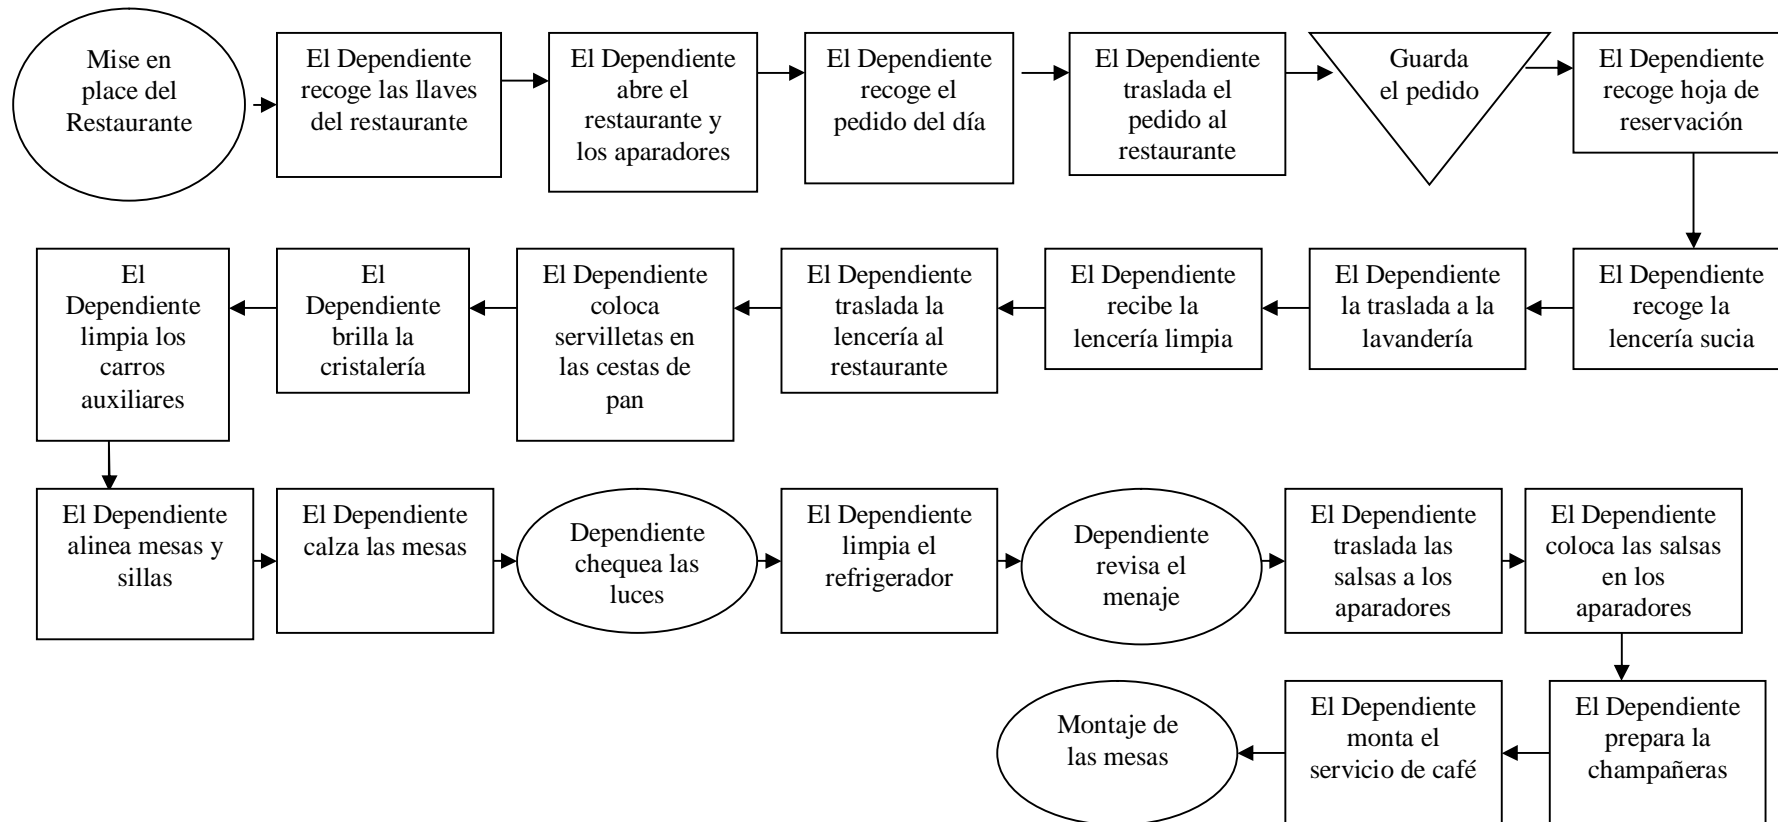 Mise en
place del
Restaurante
El Dependiente
recoge las llaves
del restaurante
El Dependiente
abre el
restaurante y
los aparadores
El Dependiente
recoge el
pedido del día
El Dependiente
traslada el
pedido al
restaurante
Guarda
el pedido
El Dependiente
recoge hoja de
reservación
El Dependiente
recoge la
lencería sucia
El Dependiente
la traslada a la
lavandería
El Dependiente
recibe la
lencería limpia
El Dependiente
traslada la
lencería al
restaurante
El Dependiente
coloca
servilletas en
las cestas de
pan
El
Dependiente
brilla la
cristalería
El
Dependiente
limpia los
carros
auxiliares
El Dependiente
alinea mesas y
sillas
El Dependiente
calza las mesas
Dependiente
chequea las
luces
El Dependiente
limpia el
refrigerador
Dependiente
revisa el
menaje
El Dependiente
traslada las
salsas a los
aparadores
El Dependiente
coloca las salsas
en los
aparadores
El Dependiente
prepara la
champañeras
El Dependiente
monta el
servicio de café
Montaje de
las mesas